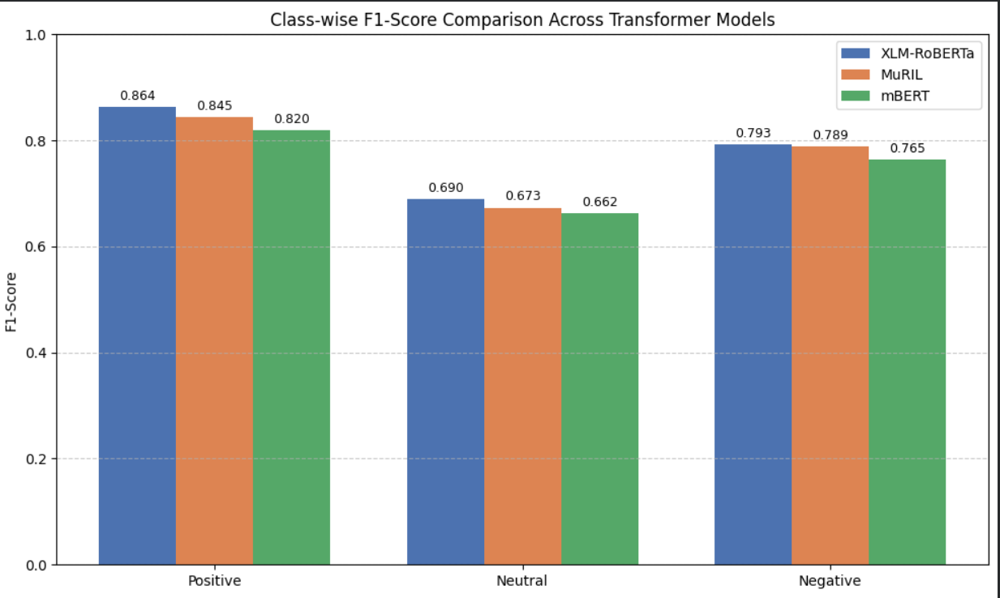 Class-wise F1-Score Comparison Across Transformer Models
1.0
0.8
0.6
0.4
0.2
0.0
F1-Score
XLM-RoBERTa
MuRIL
mBERT
0.864
0.845
0.820
0.690
0.673
0.662
0.793
0.789
0.765
Positive
Neutral
Negative